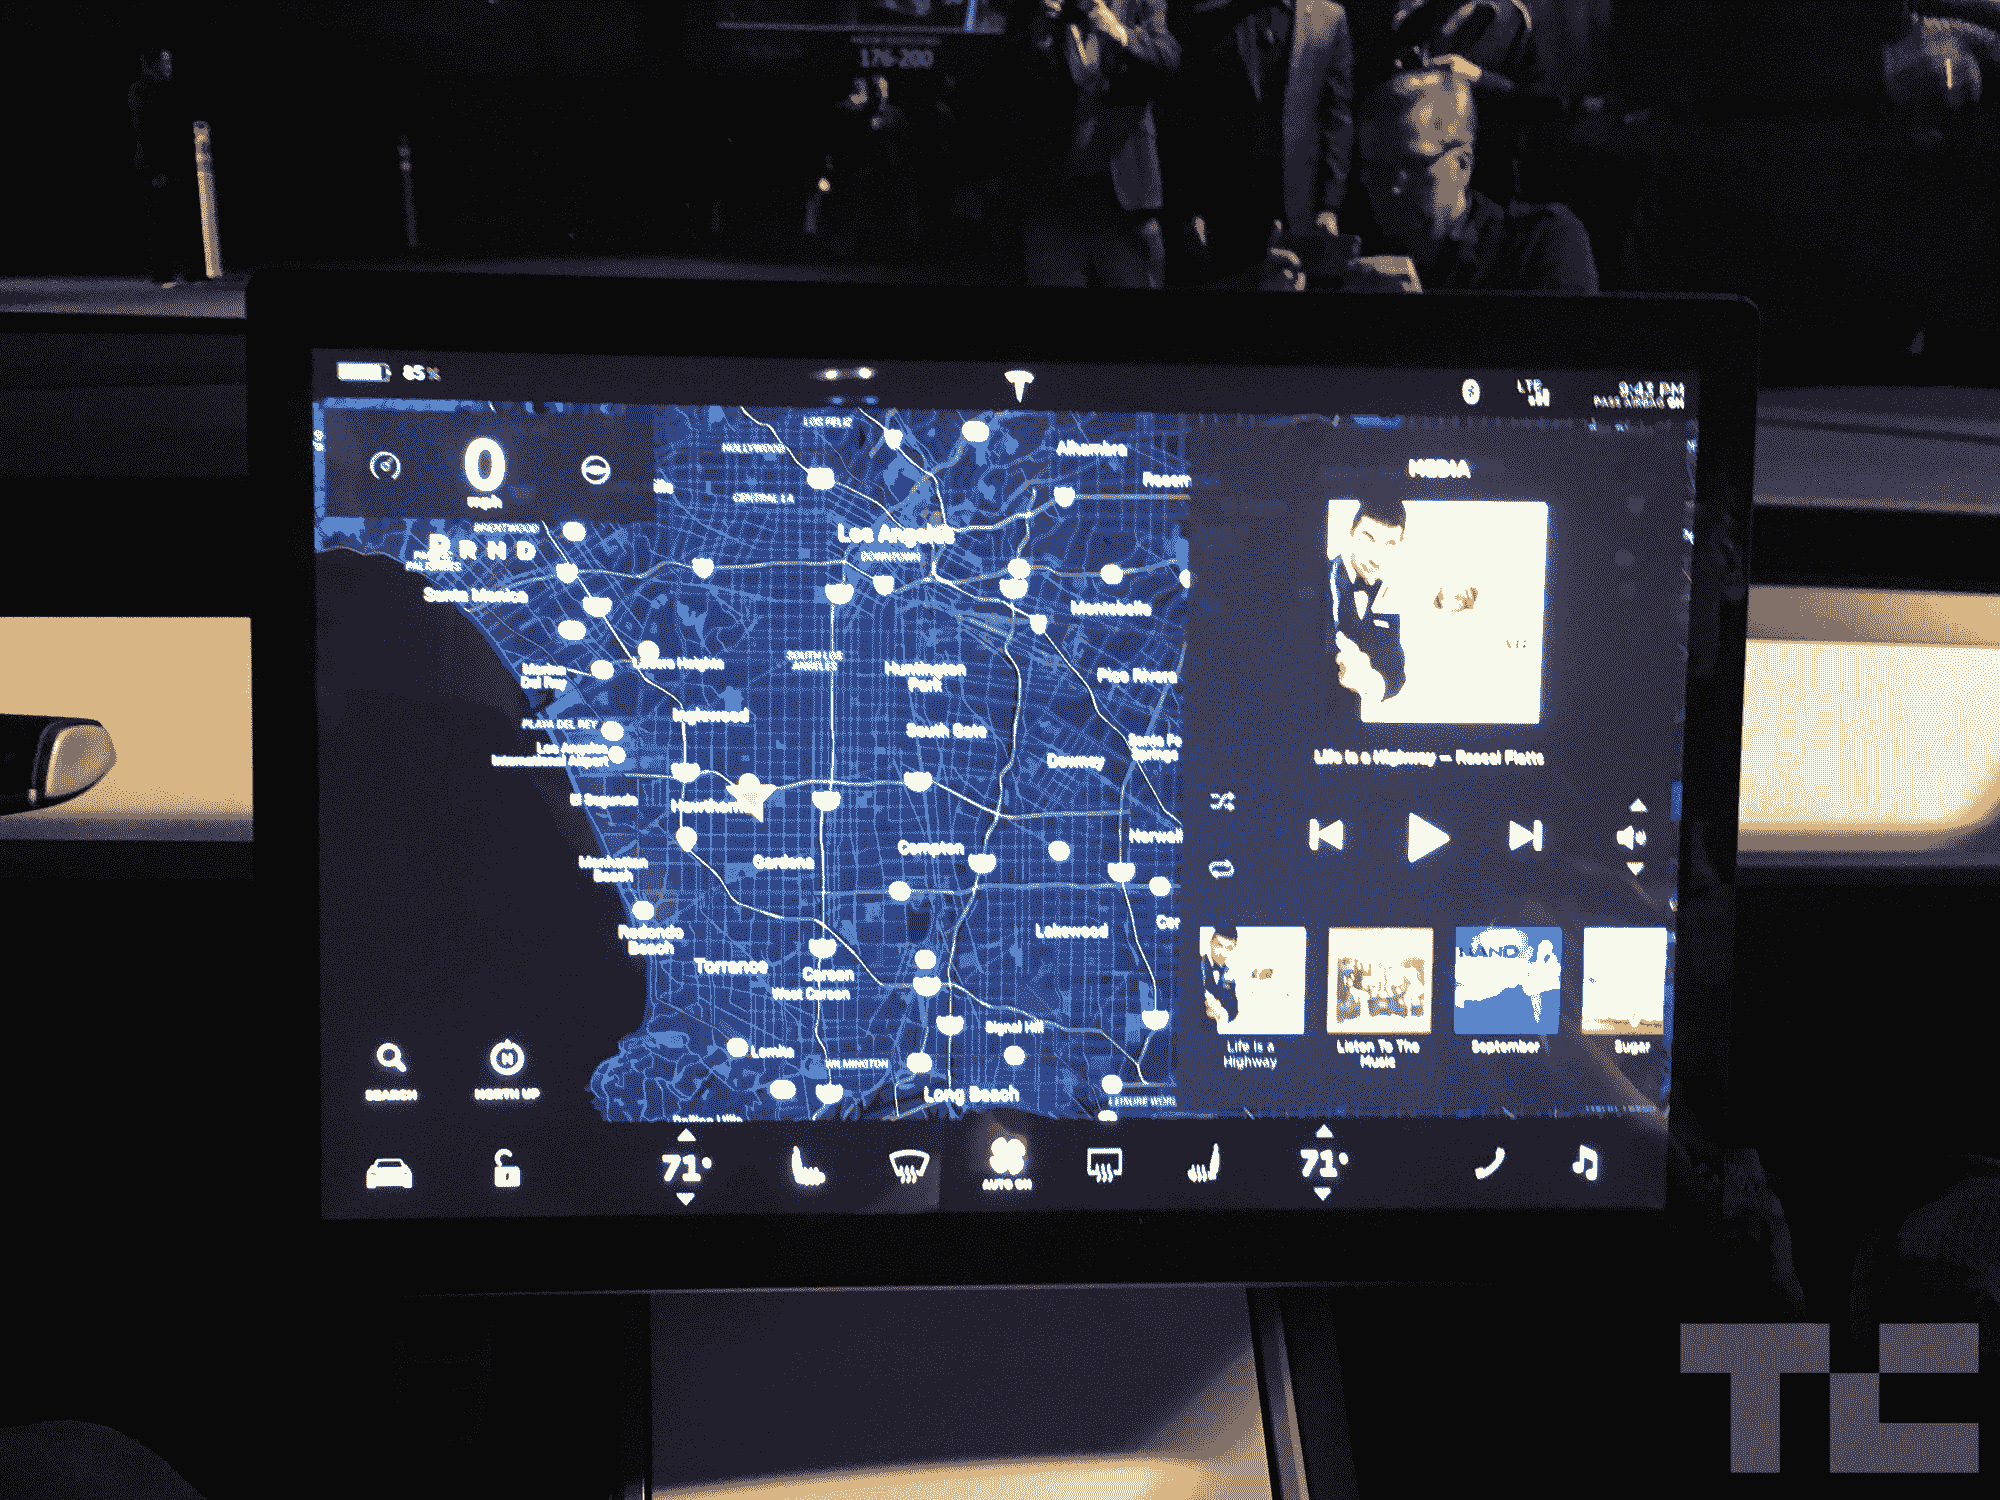 176-200
85%
LTE
9:43 PM
PASS AIRBAG ON
0
mph
P R N D
LOS FELIZ
HOLLYWOOD
CENTRAL LA
Alhambra
Rosem
BRENTWOOD
Los Angeles
DOWNTOWN
Santa Monica
Montebello
SOUTH LOS
ANGELES
Ladera Heights
Huntington
Park
Marina
Del Rey
Pico Rivera
Inglewood
PLAYA DEL REY
South Gate
Los Angeles
International Airport
Downey
Santa Fe
Springs
El Segundo
Hawthorne
Norwalk
Manhattan
Beach
Gardena
Compton
Redondo
Beach
Lakewood
Cer
Torrance
Carson
West Carson
Signal Hill
Lomita
WILMINGTON
Long Beach
LEISURE WORL
Rolling Hills
SEARCH
NORTH UP
MEDIA
Life is a Highway — Rascal Flatts
Life is a
Highway
Listen To The
Music
September
Sugar
71°
AUTO ON
71°
TC